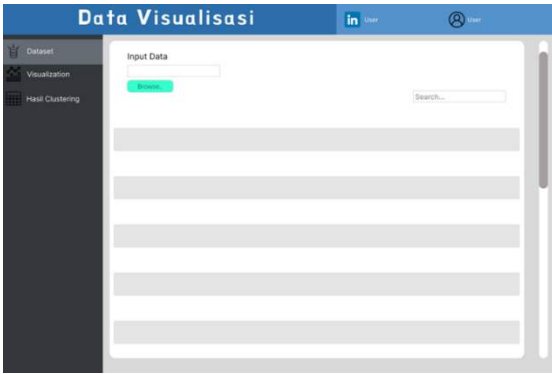 Data Visualisasi
in User
User
Dataset
Visualization
Hasil Clustering
Input Data
Browse..
Search...